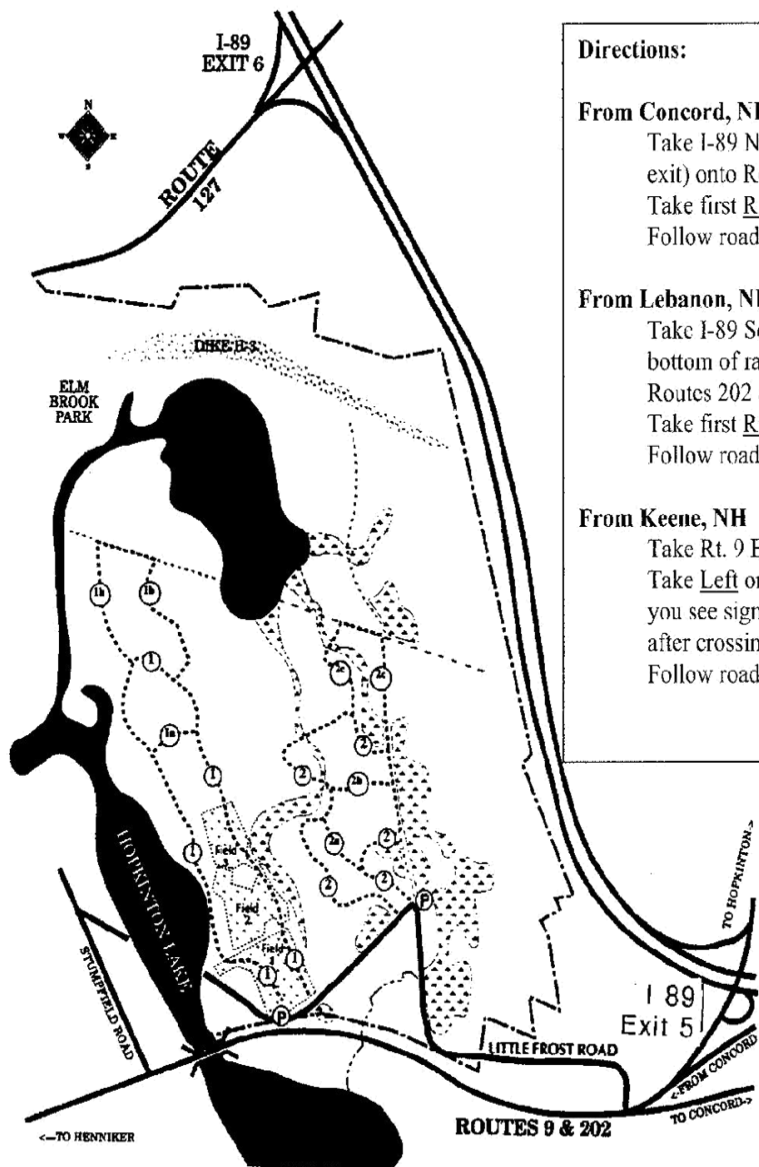 I-89
EXIT 6
N
ROUTE
127
DIKE H-3
ELM
BROOK
PARK
1b
1b
1
1a
1
1
2c
2c
2
2
2b
2a
2
2
2
Field
Field
2
Field
1
1
P
P
HOPKINTON LAKE
STUMPFIELD ROAD
<--TO HENNIKER
LITTLE FROST ROAD
ROUTES 9 & 202
I 89
Exit 5
TO HOPKINTON->
<-FROM CONCORD
TO CONCORD->
Directions:
From Concord, NH
Take I-89 N
exit) onto R
Take first R
Follow road
From Lebanon, NH
Take I-89 S
bottom of ra
Routes 202
Take first R
Follow road
From Keene, NH
Take Rt. 9 E
Take Left on
you see sign
after crossin
Follow road